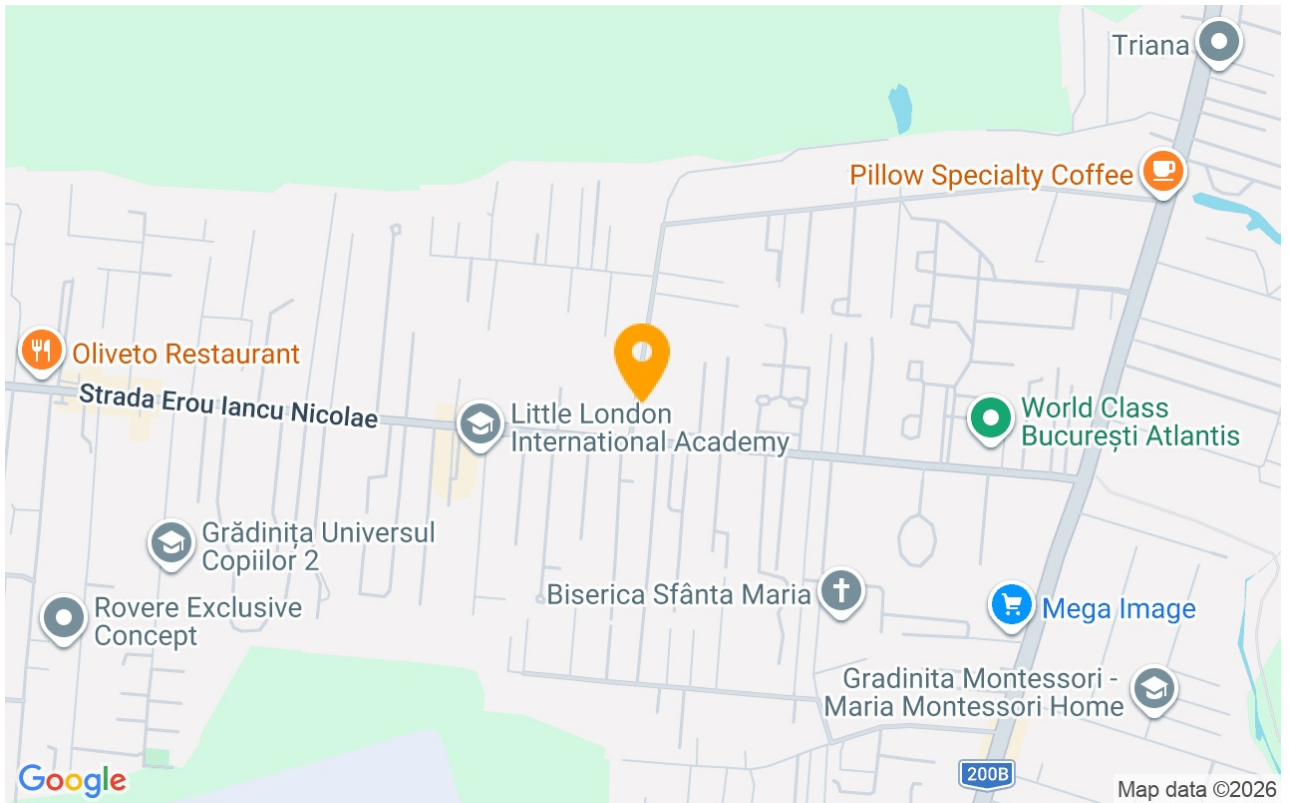 Triana
Pillow Specialty Coffee
Oliveto Restaurant
Strada Erou Iancu Nicolae
Little London
International Academy
World Class
București Atlantis
Grădinița Universul
Copiilor 2
Biserica Sfânta Maria
Rovere Exclusive
Concept
Mega Image
Gradinita Montessori -
Maria Montessori Home
200B
Google
Map data ©2026